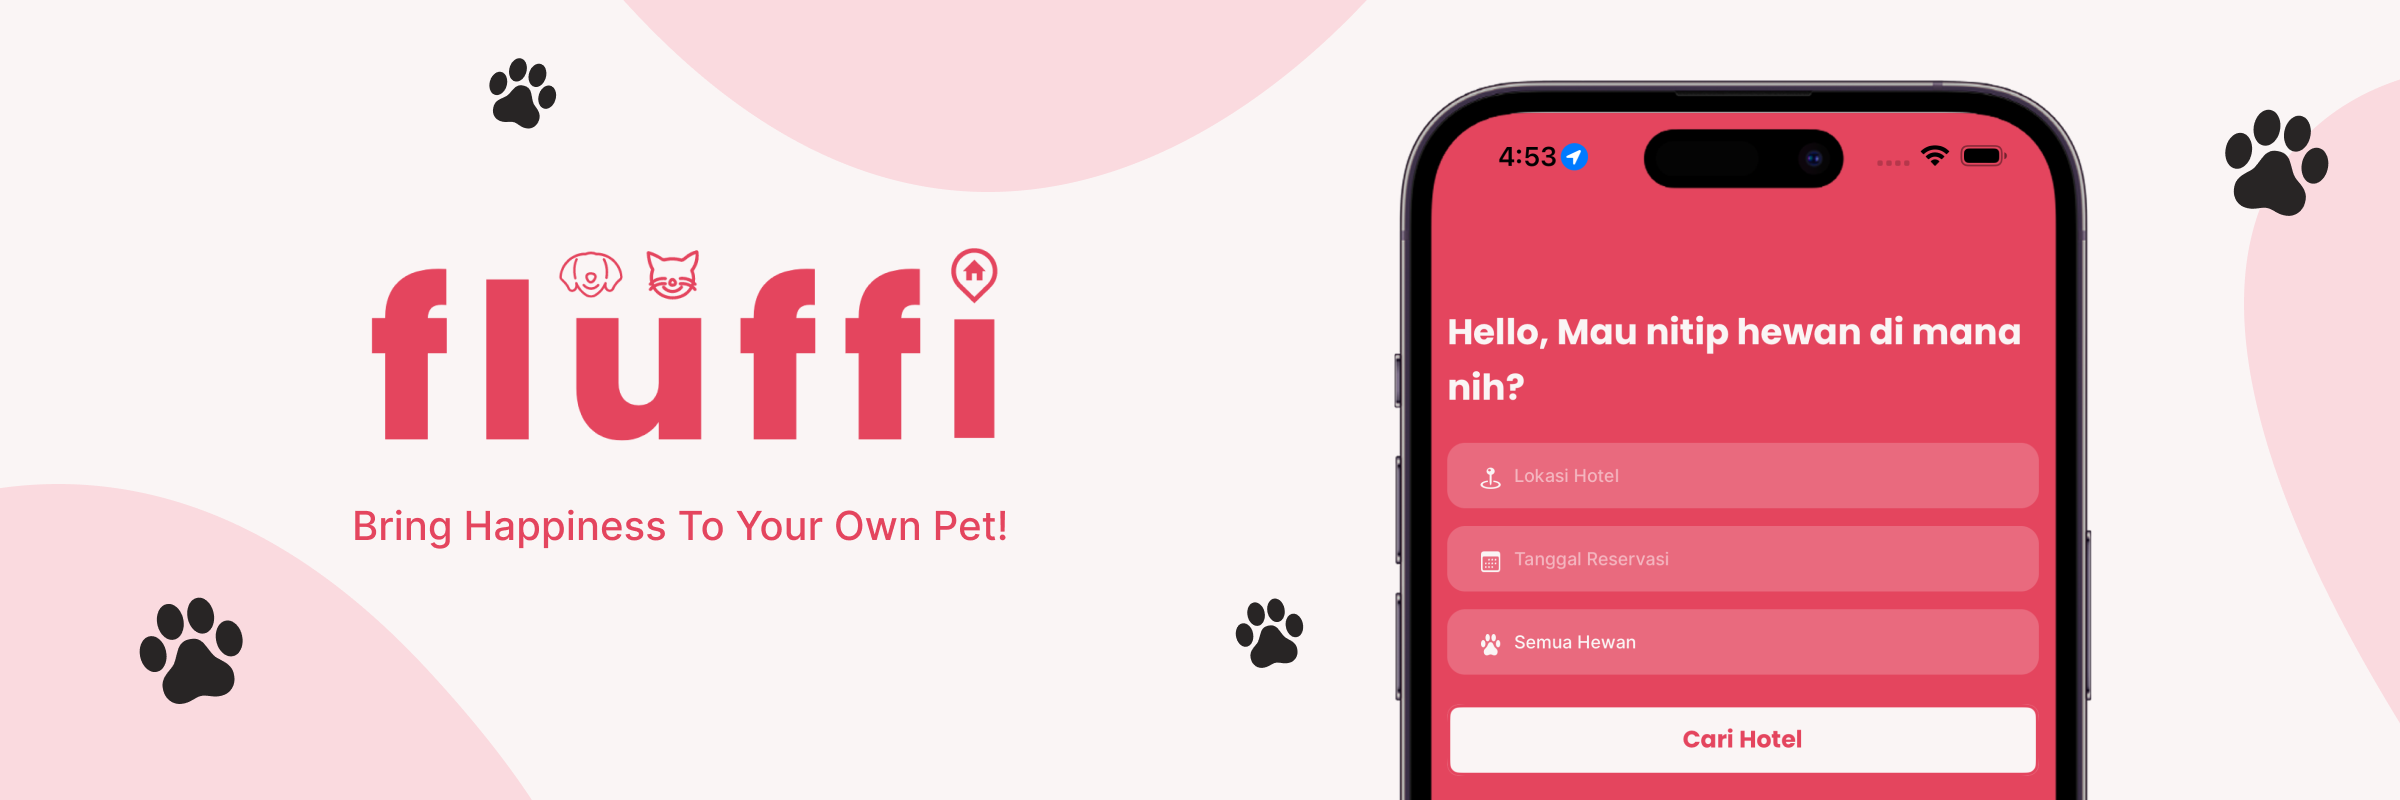 fluffi
Bring Happiness To Your Own Pet!
4:53
Hello, Mau nitip hewan di mana
nih?
Lokasi Hotel
Tanggal Reservasi
Semua Hewan
Cari Hotel